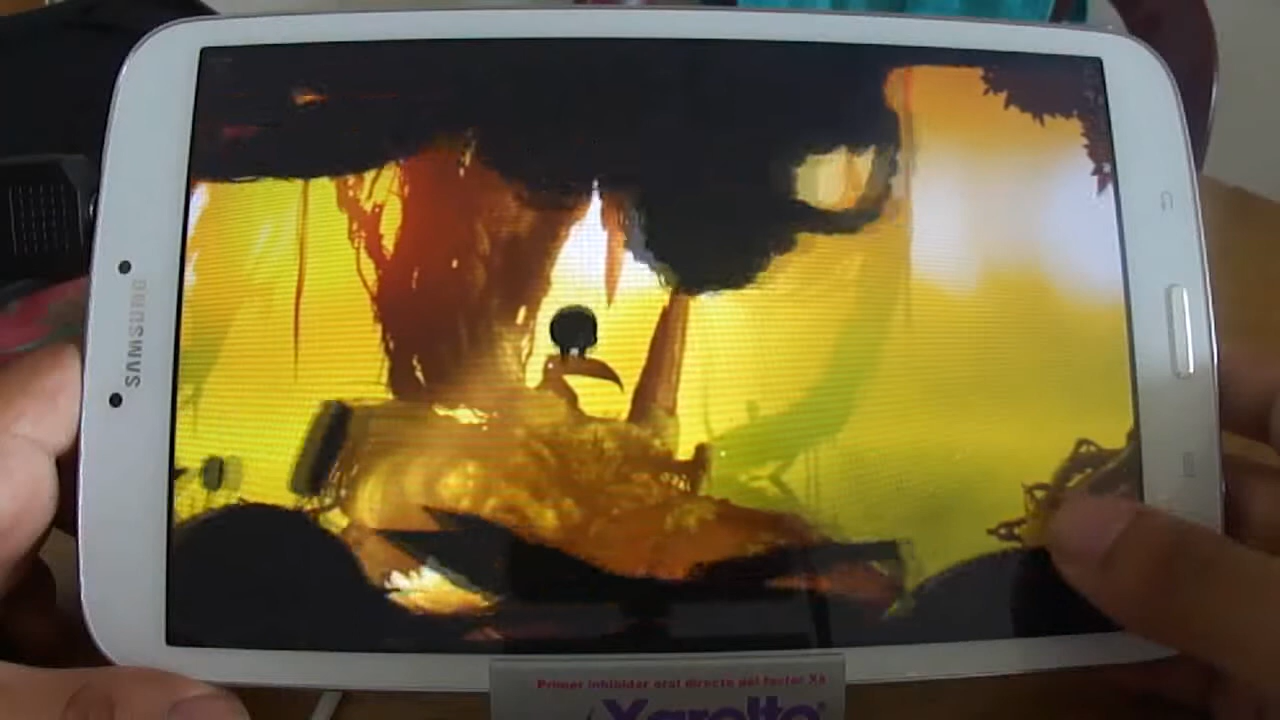 SAMSUNG
Primer inhibidor oral directo del factor Xa
Xarelto®